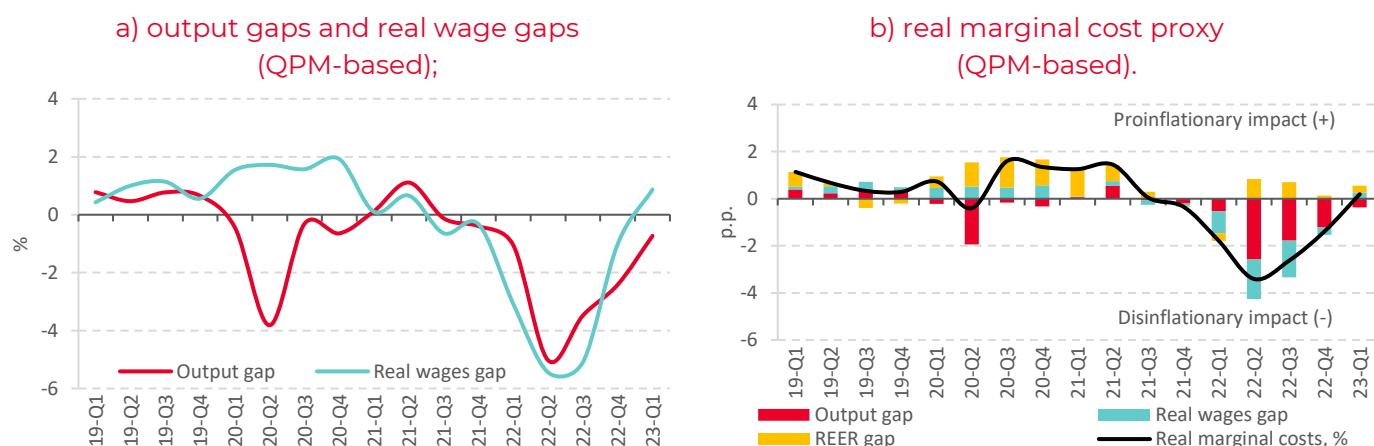 a) output gaps and real wage gaps
(QPM-based);
4
2
0
-2
-4
-6
%
Output gap
Real wages gap
19-Q1
19-Q2
19-Q3
19-Q4
20-Q1
20-Q2
20-Q3
20-Q4
21-Q1
21-Q2
21-Q3
21-Q4
22-Q1
22-Q2
22-Q3
22-Q4
23-Q1
b) real marginal cost proxy
(QPM-based).
4
2
0
-2
-4
-6
p.p.
Proinflationary impact (+)
Disinflationary impact (-)
19-Q1
19-Q2
19-Q3
19-Q4
20-Q1
20-Q2
20-Q3
20-Q4
21-Q1
21-Q2
21-Q3
21-Q4
22-Q1
22-Q2
22-Q3
22-Q4
23-Q1
Output gap
Real wages gap
REER gap
Real marginal costs, %